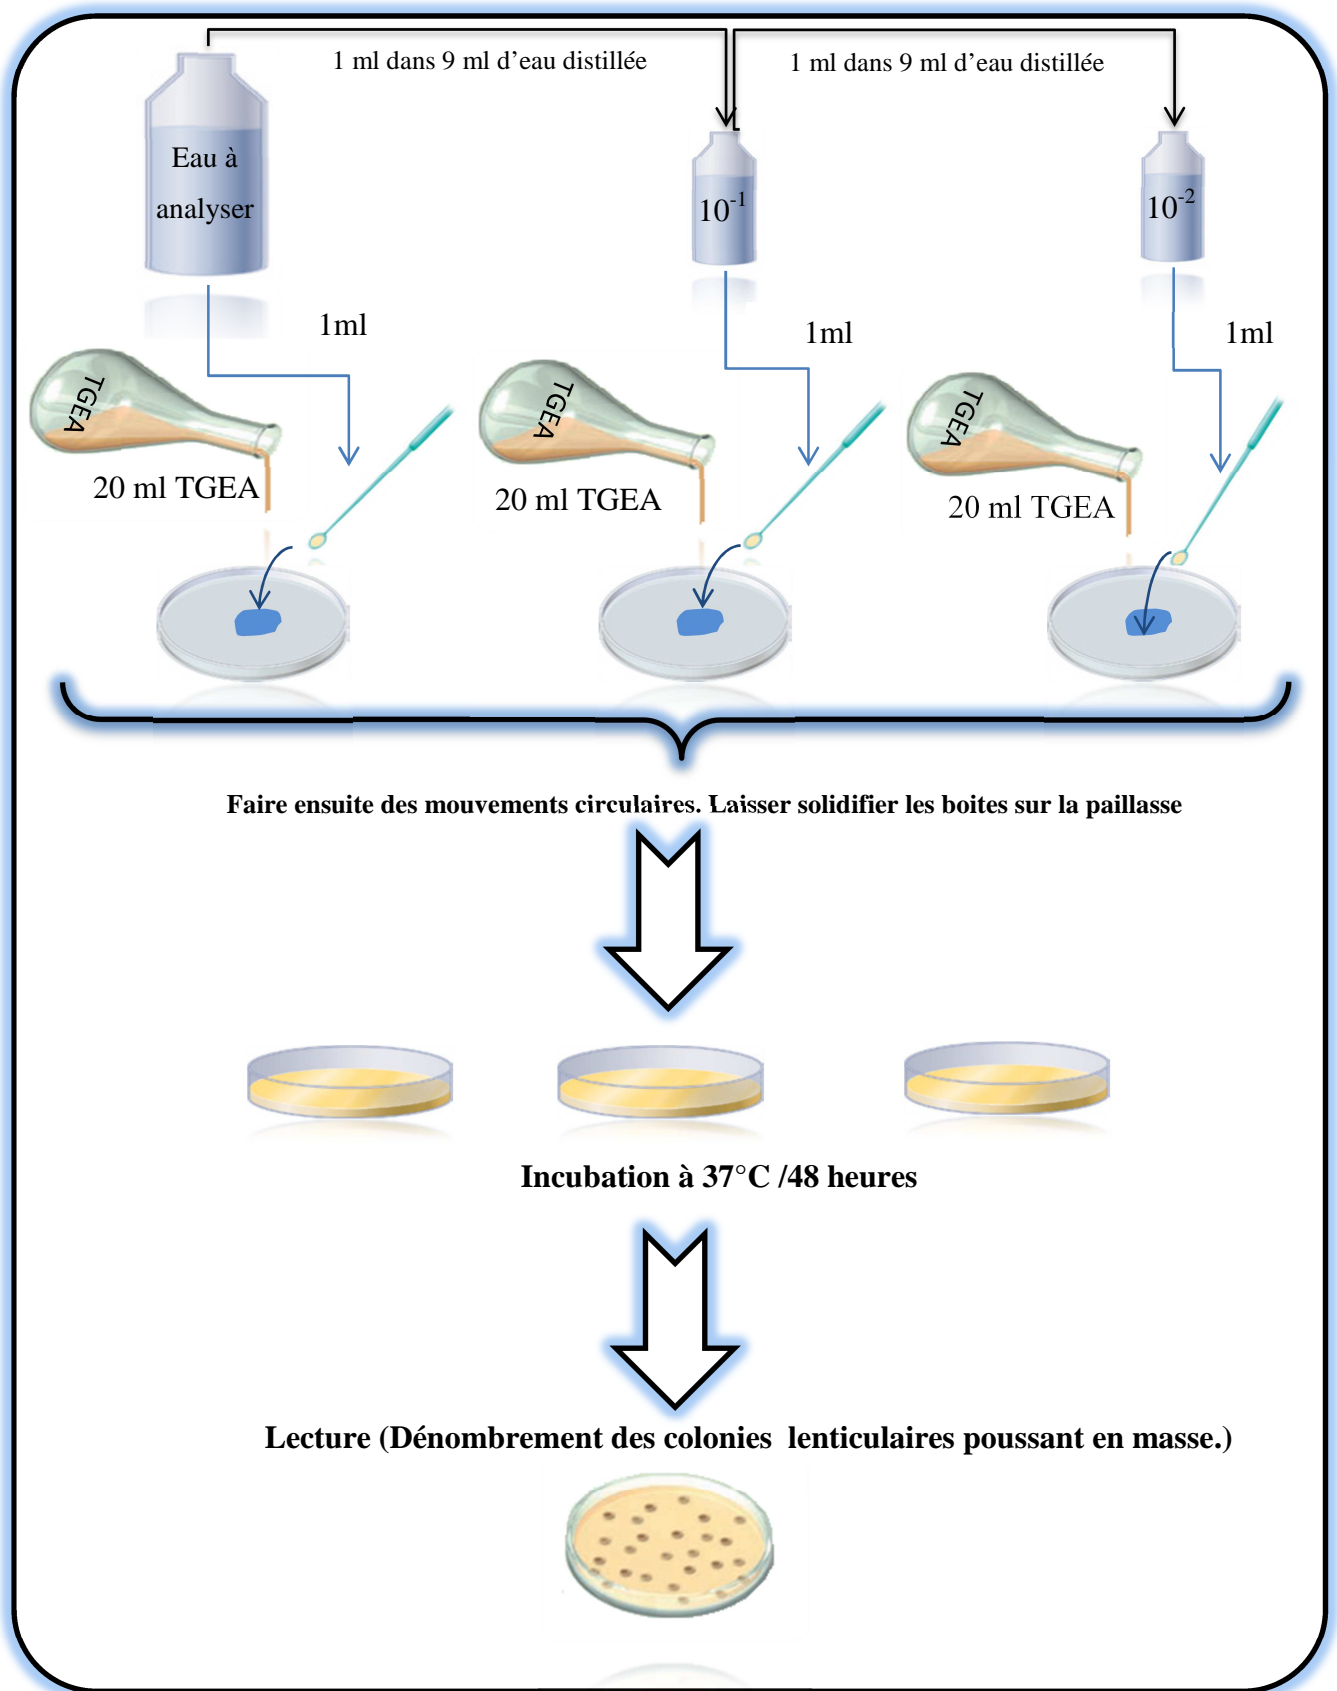 1 ml dans 9 ml d’eau distillée
1 ml dans 9 ml d’eau distillée
Eau à
analyser
10⁻¹
10⁻²
1ml
1ml
1ml
TGEA
TGEA
TGEA
20 ml TGEA
20 ml TGEA
20 ml TGEA
Faire ensuite des mouvements circulaires. Laisser solidifier les boites sur la paillasse
Incubation à 37°C /48 heures
Lecture (Dénombrement des colonies lenticulaires poussant en masse.)